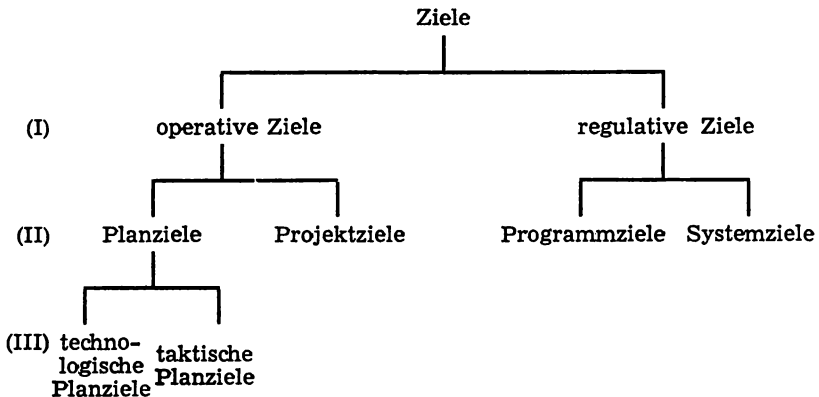 Ziele
(I) operative Ziele regulative Ziele
(II) Planziele Projektziele Programmziele Systemziele
(III) techno-
logische
Planziele
taktische
Planziele